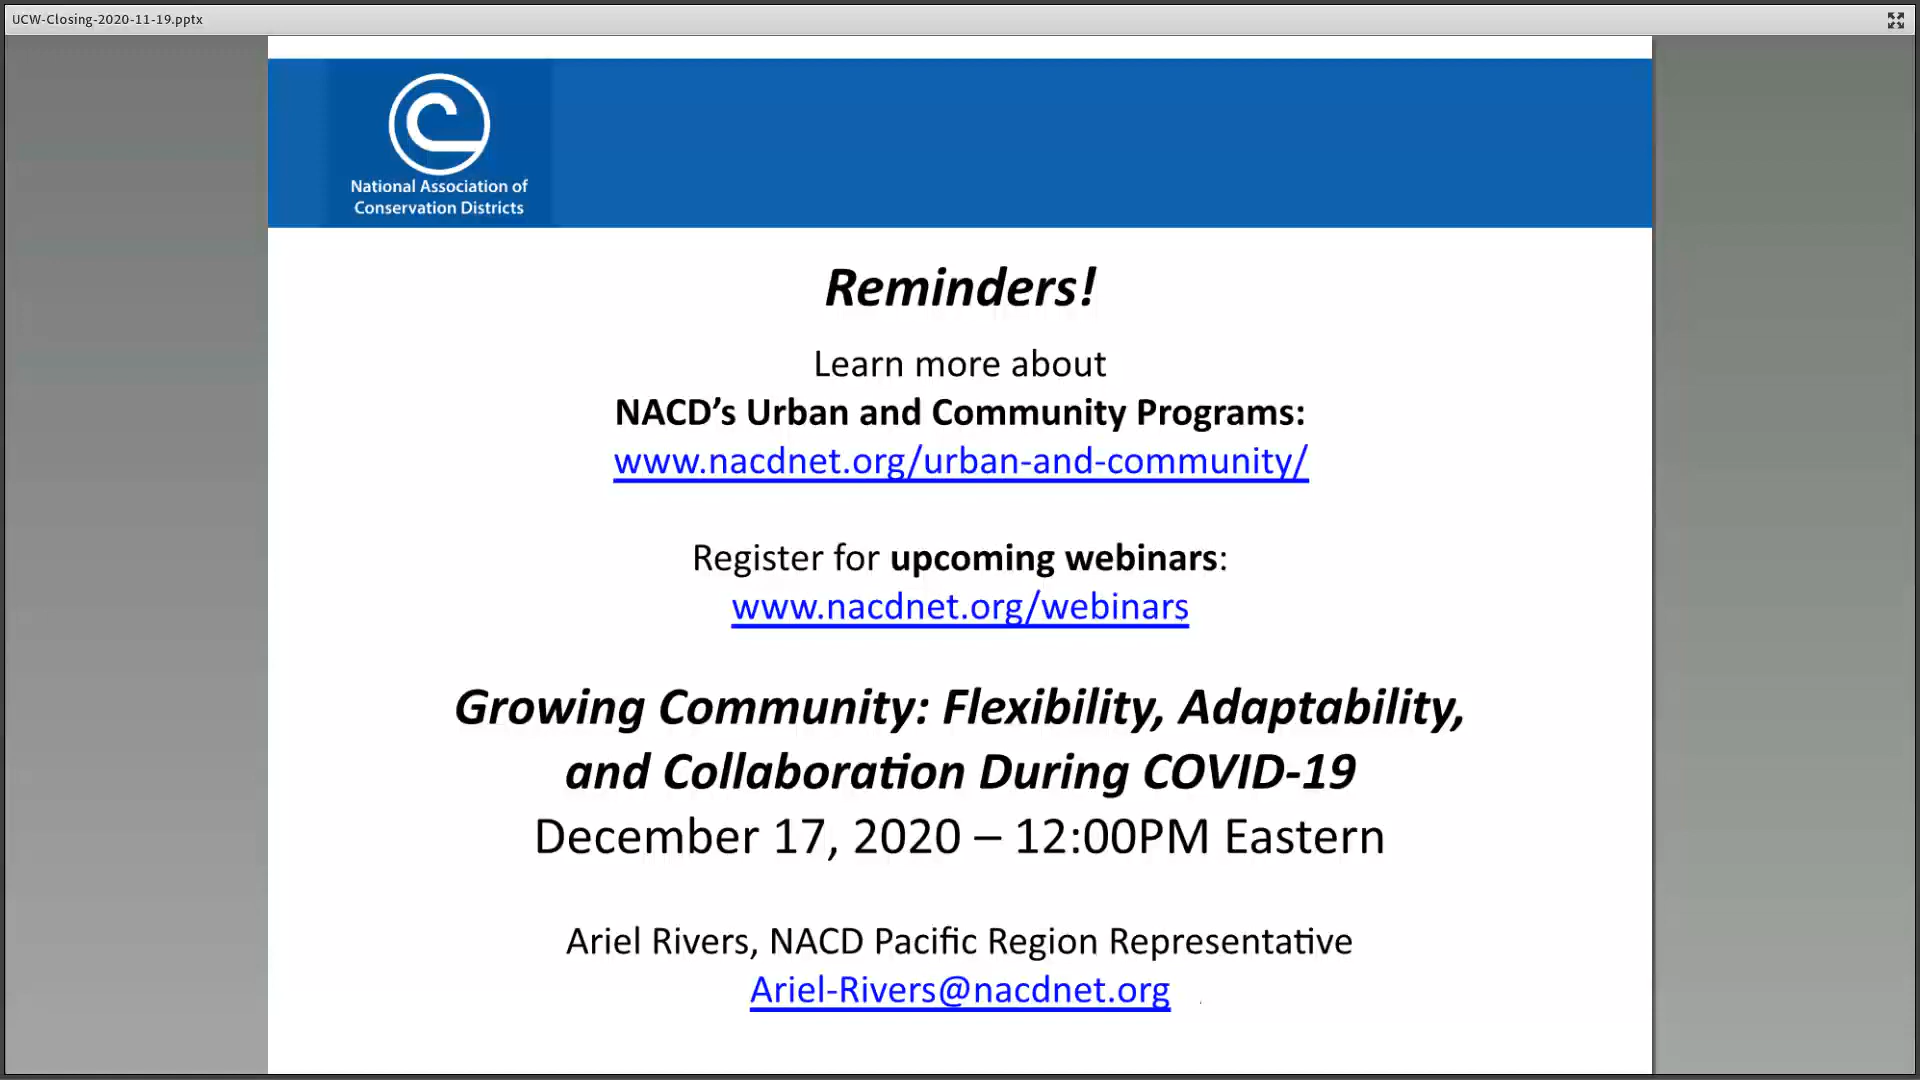 UCW-Closing-2020-11-19.pptx
National Association of
Conservation Districts
Reminders!
Learn more about
NACD’s Urban and Community Programs:
www.nacdnet.org/urban-and-community/
Register for upcoming webinars:
www.nacdnet.org/webinars
Growing Community: Flexibility, Adaptability,
and Collaboration During COVID-19
December 17, 2020 – 12:00PM Eastern
Ariel Rivers, NACD Pacific Region Representative
Ariel-Rivers@nacdnet.org